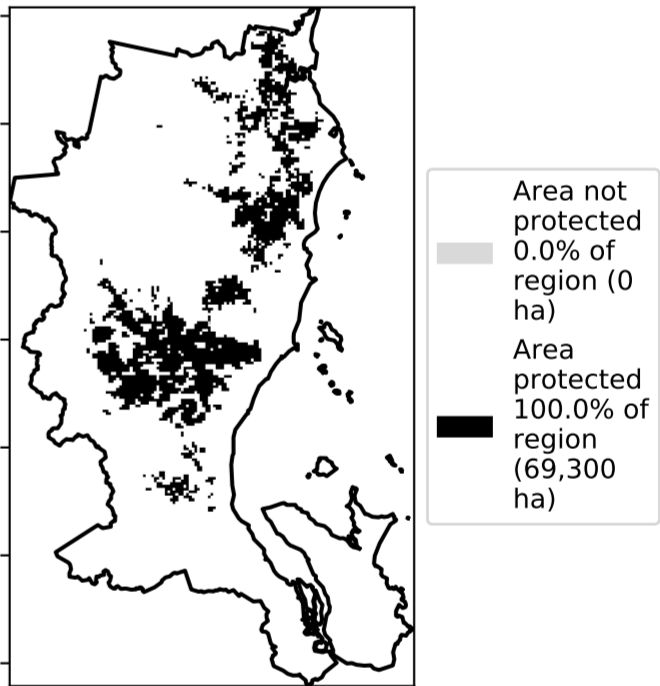 Area not
protected
0.0% of
region (0
ha)
Area
protected
100.0% of
region
(69,300
ha)